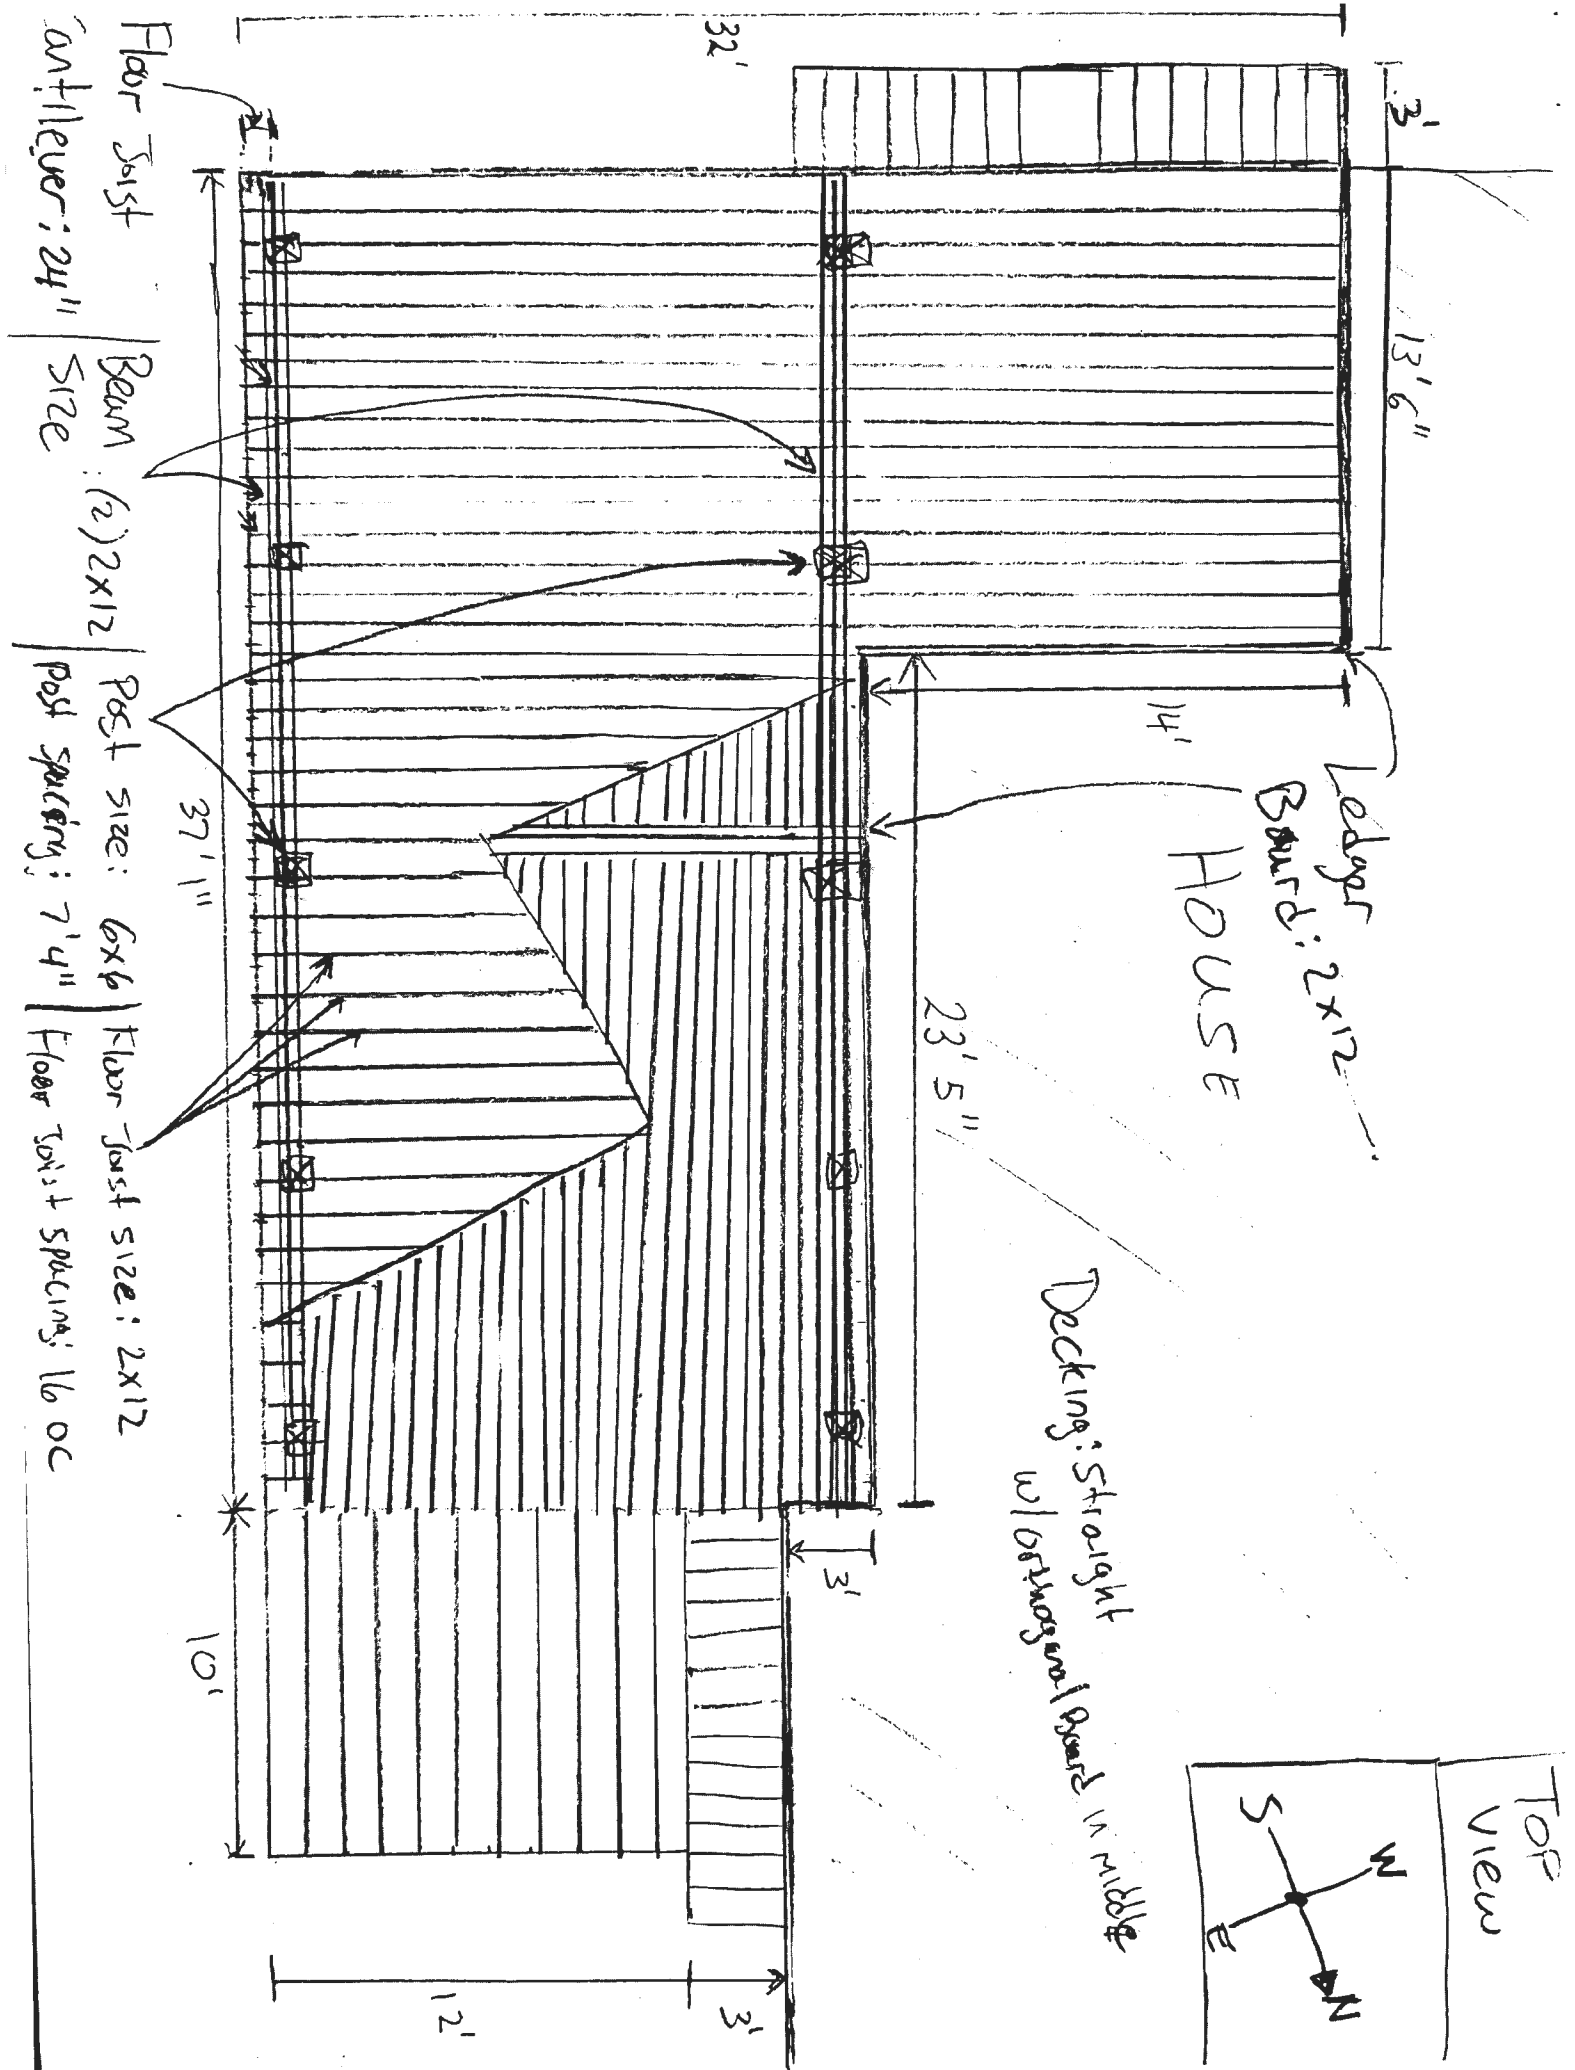 TOP
VIEW
W
N
S
E
Ledger
Board: 2x12
HOUSE
Decking: Straight
w/ orthogonal Board in Middle
3'
13' 6"
32'
14'
23' 5"
3'
37' 1"
10'
12'
3'
Floor Joist
Cantilever: 24"
Beam : (2) 2x12
Size
Post size: 6x6
Post spacing: 7'4"
Floor Joist size: 2x12
Floor Joist spacing: 16 OC